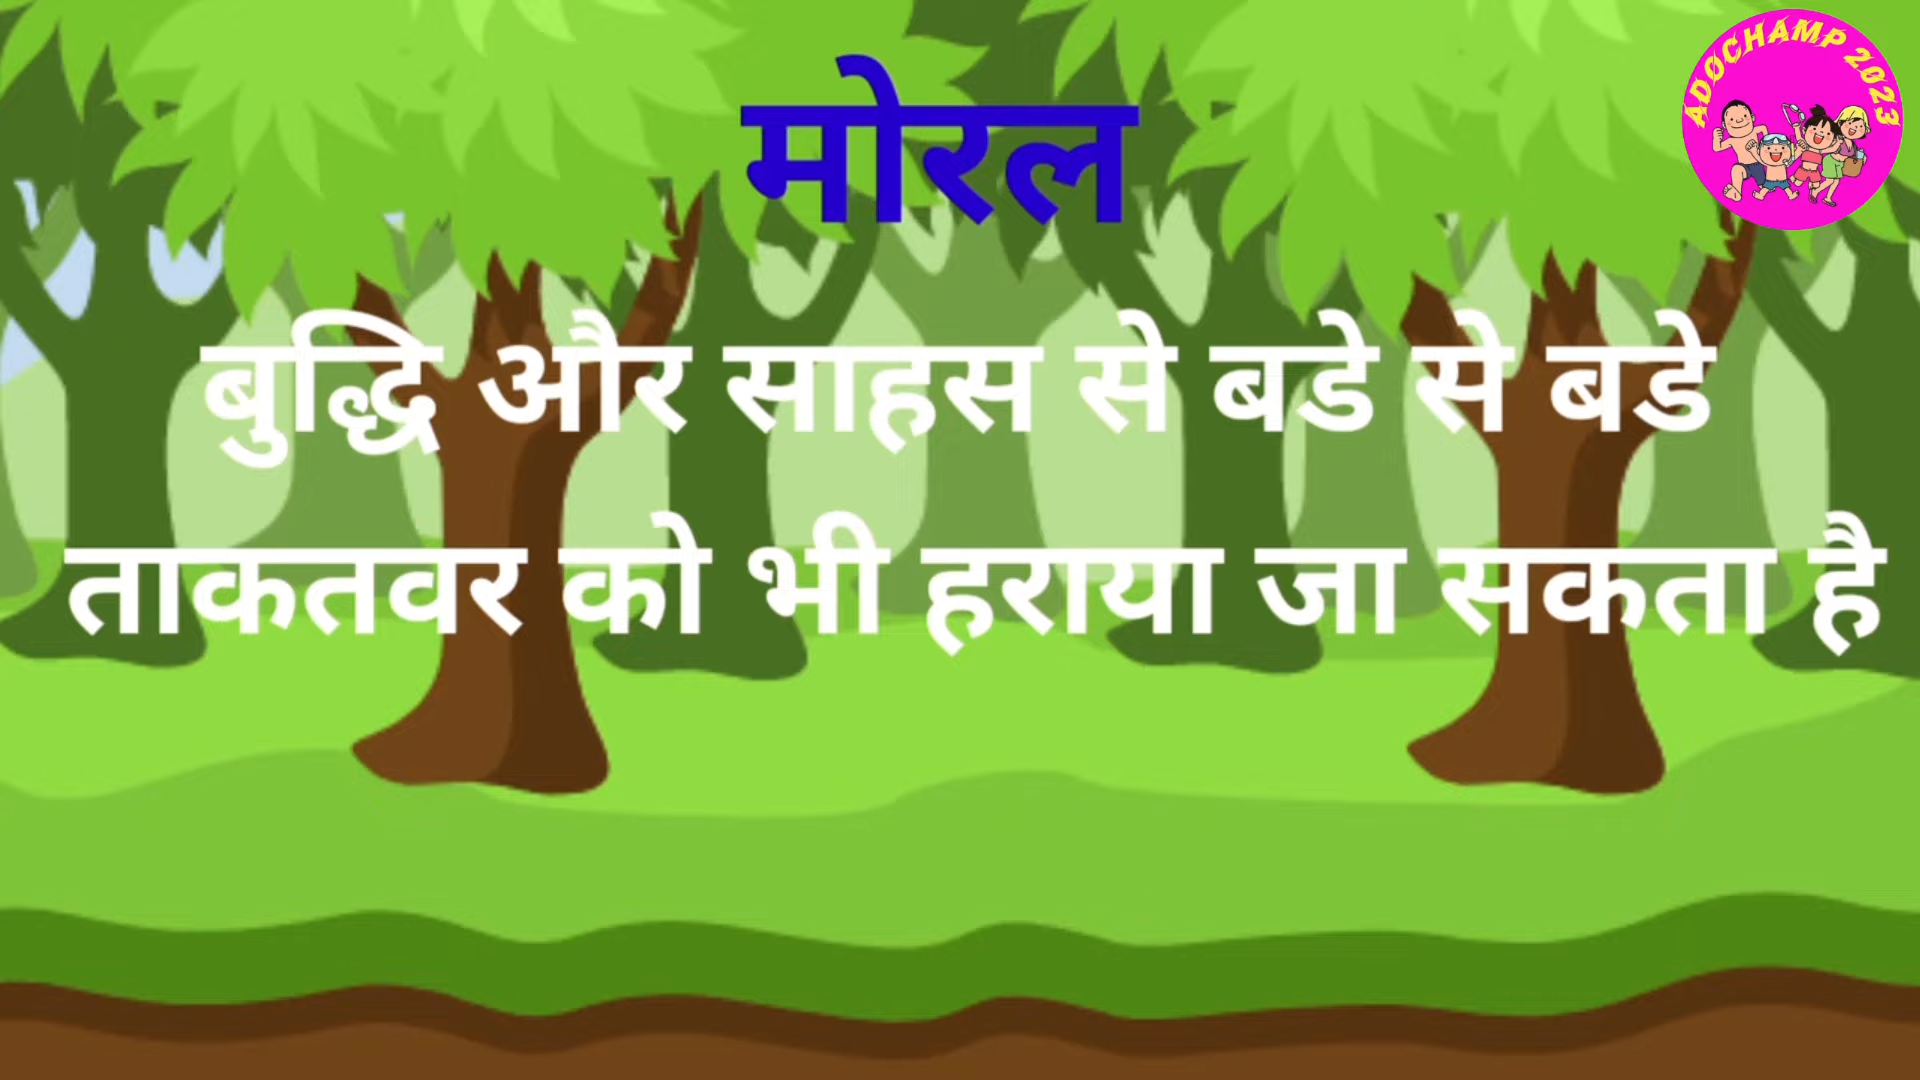 ADOCHAMP 2023
मोरल
बुद्धि और साहस से बडे से बडे
ताकतवर को भी हराया जा सकता है